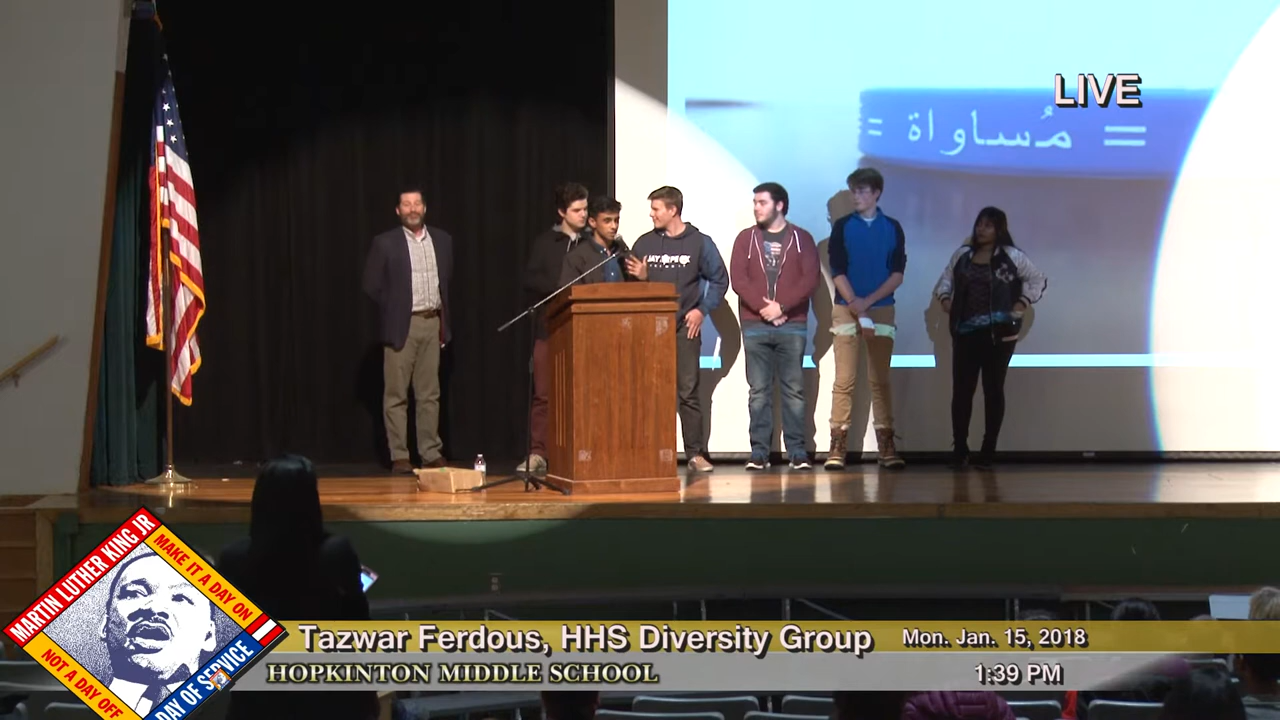 LIVE
= مُساواة =
MARTIN LUTHER KING JR
MAKE IT A DAY ON
NOT A DAY OFF
DAY OF SERVICE
Tazwar Ferdous, HHS Diversity Group
Mon. Jan. 15, 2018
HOPKINTON MIDDLE SCHOOL
1:39 PM